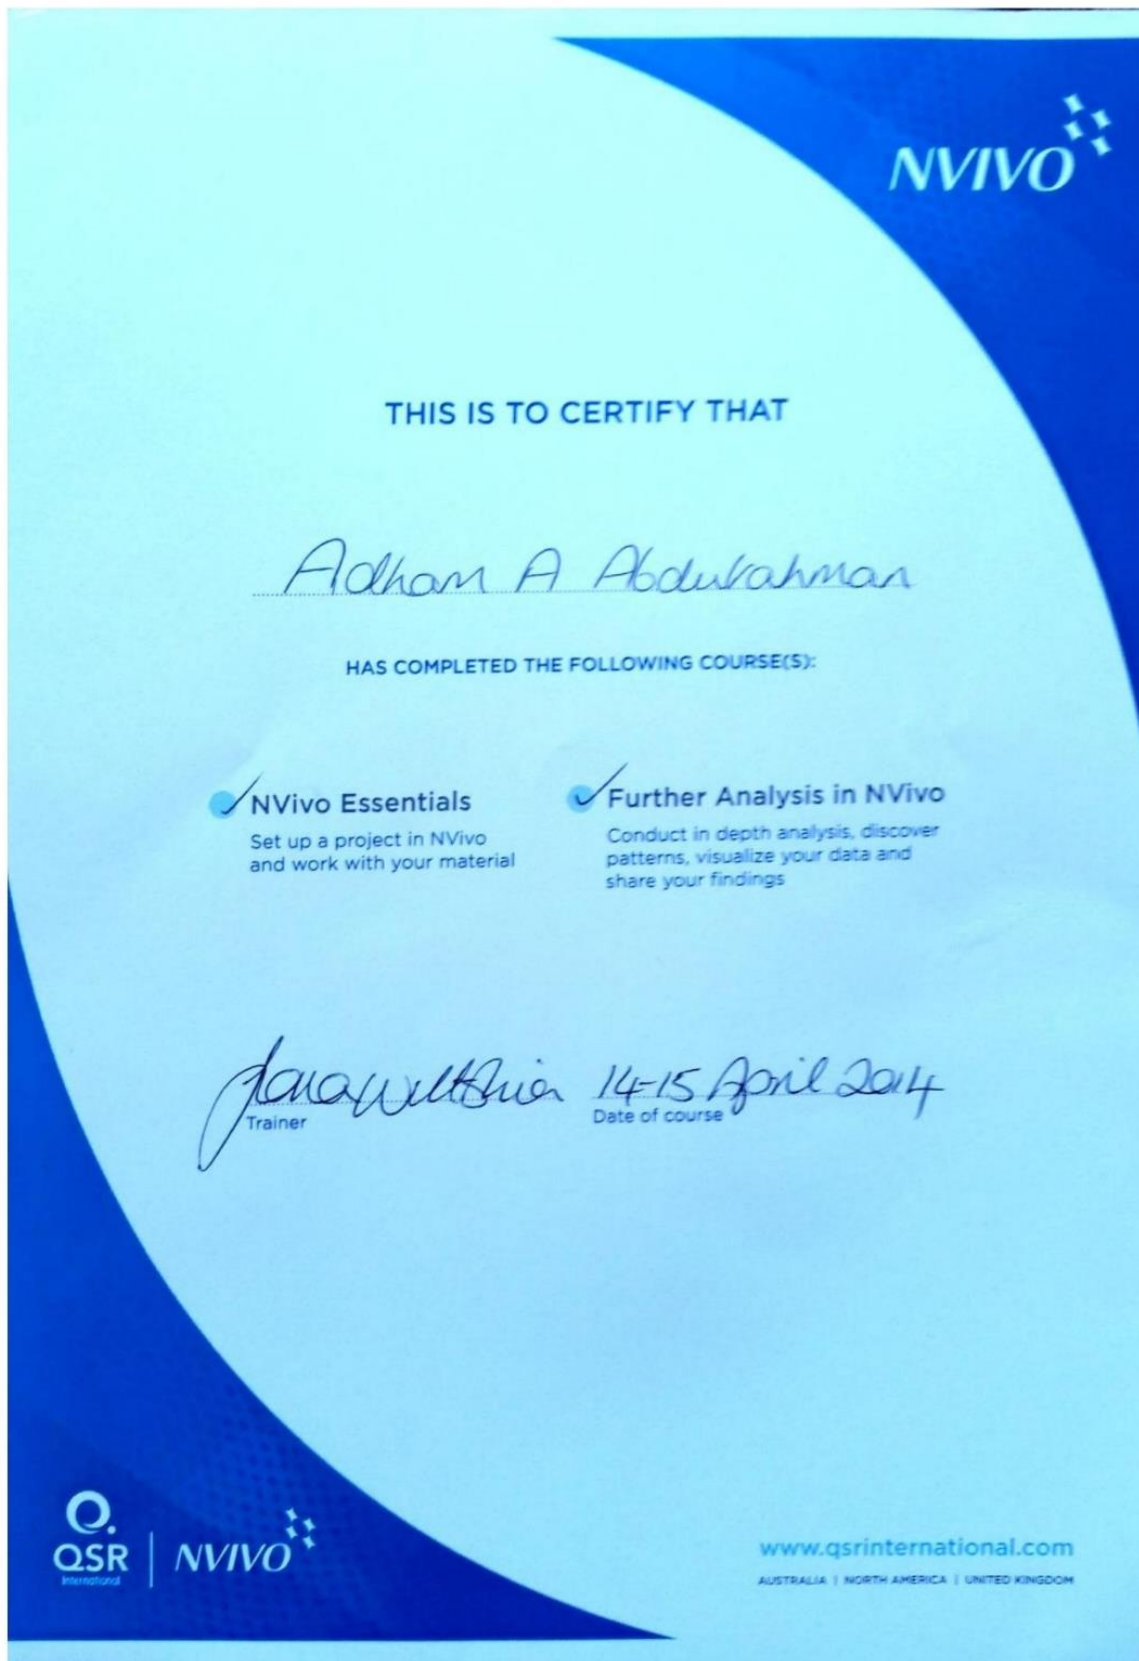 NVIVO
THIS IS TO CERTIFY THAT
Adham A Abdurahman
HAS COMPLETED THE FOLLOWING COURSE(S):
NVivo Essentials
Set up a project in NVivo
and work with your material
Further Analysis in NVivo
Conduct in depth analysis, discover
patterns, visualize your data and
share your findings
14-15 April 2014
Trainer
Date of course
QSR
International
NVIVO
www.qsrinternational.com
AUSTRALIA | NORTH AMERICA | UNITED KINGDOM